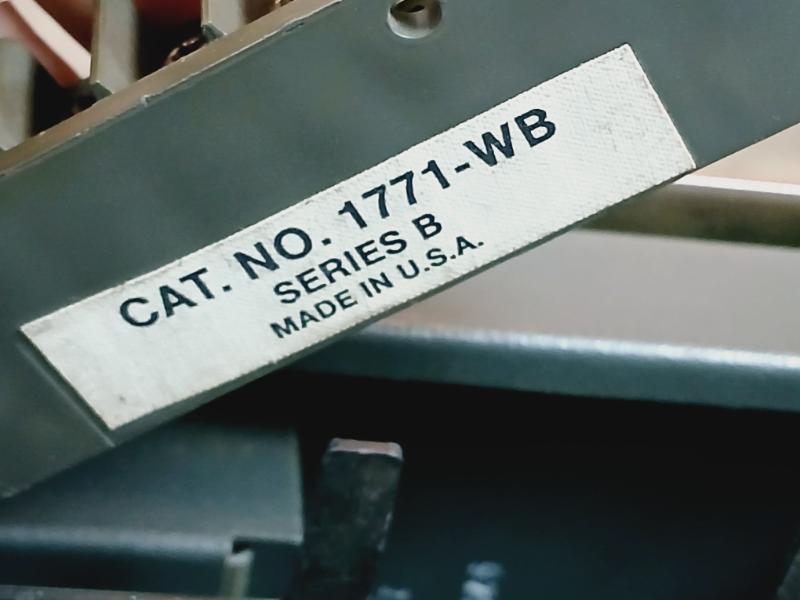 CAT. NO. 1771-WB
SERIES B
MADE IN U.S.A.